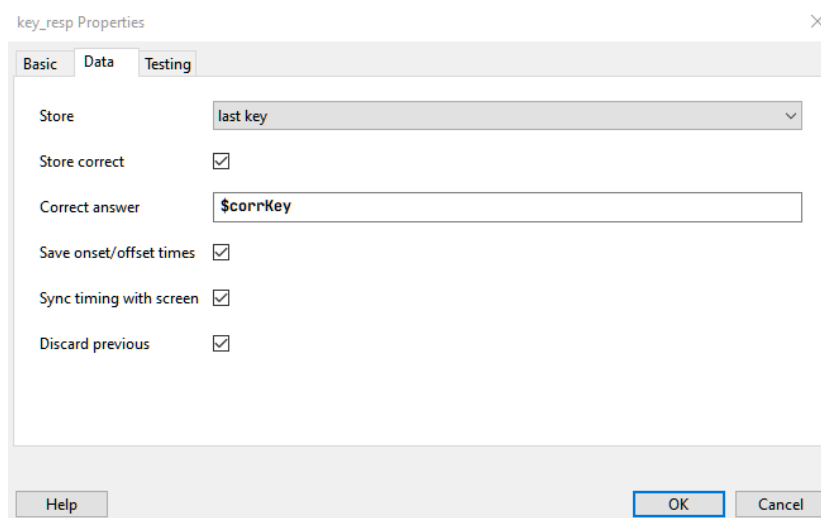 key_resp Properties
Basic Data Testing
Store last key
Store correct
Correct answer $corrKey
Save onset/offset times
Sync timing with screen
Discard previous
Help OK Cancel